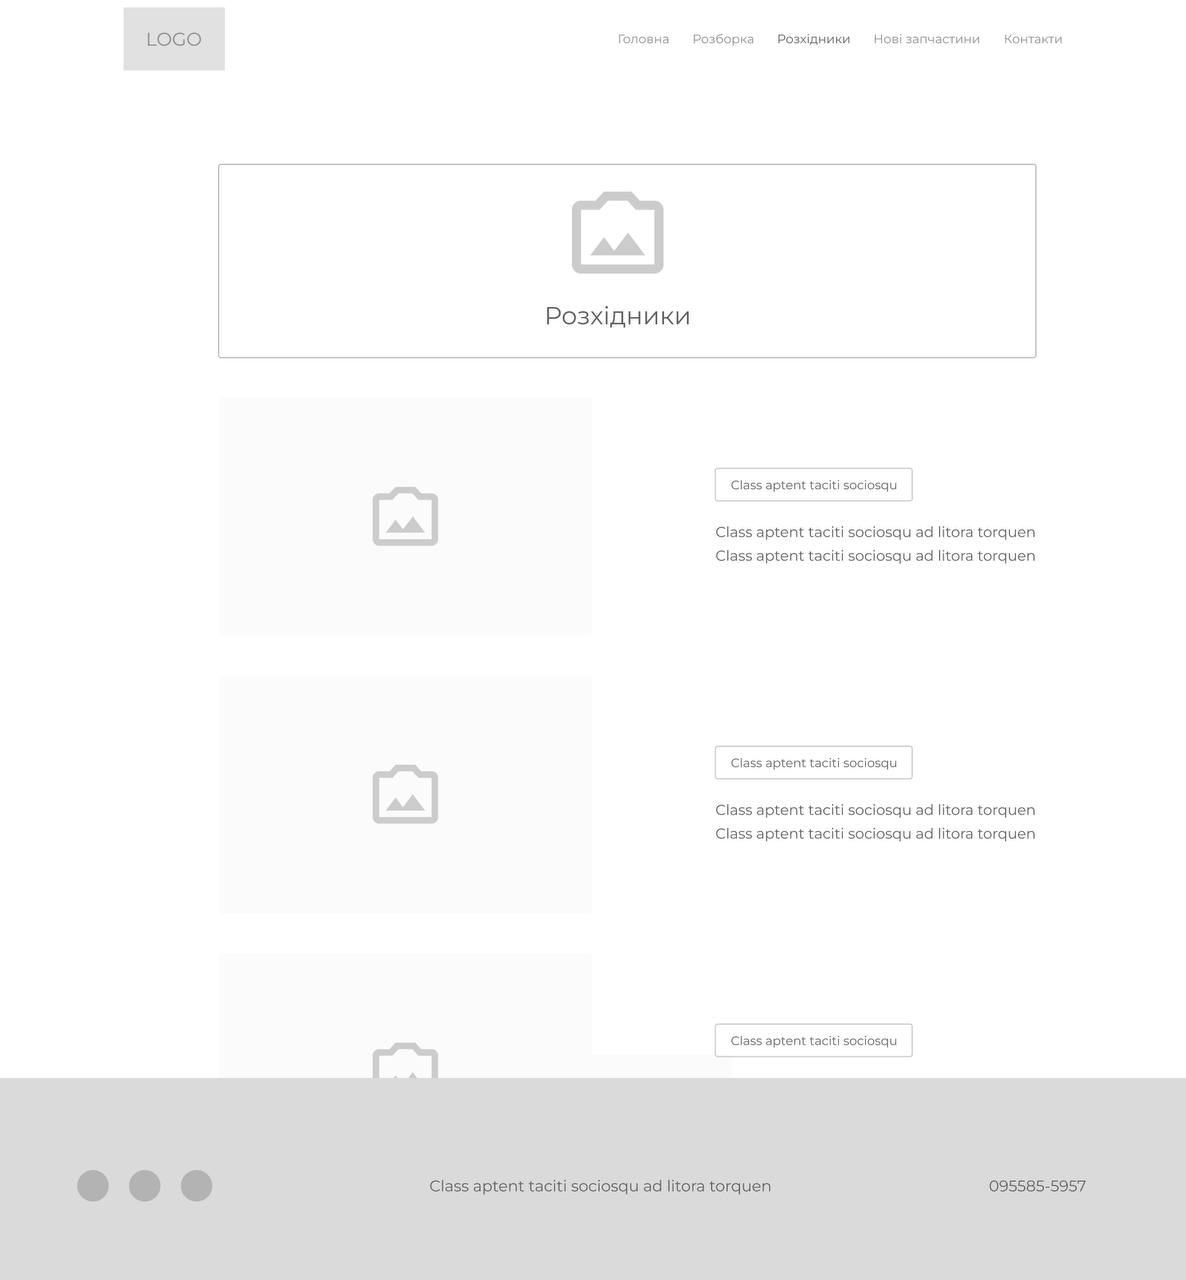 LOGO
Головна Розборка Розхідники Нові запчастини Контакти
Розхідники
Class aptent taciti sociosqu
Class aptent taciti sociosqu ad litora torquen
Class aptent taciti sociosqu ad litora torquen
Class aptent taciti sociosqu
Class aptent taciti sociosqu ad litora torquen
Class aptent taciti sociosqu ad litora torquen
Class aptent taciti sociosqu
Class aptent taciti sociosqu ad litora torquen
095585-5957